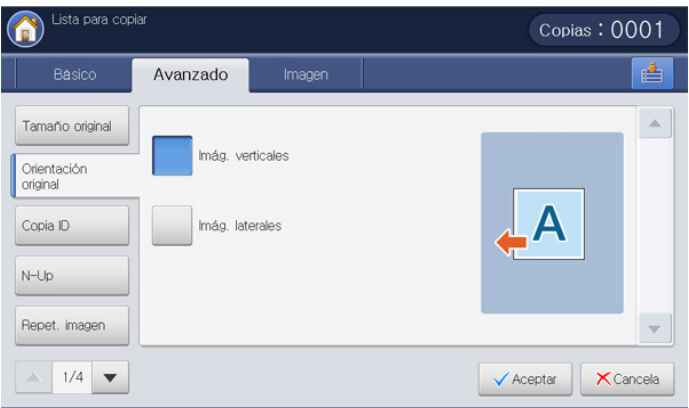 Lista para copiar
Copias : 0001
Básico
Avanzado
Imagen
Tamaño original
Orientación
original
Copia ID
N-Up
Repet. imagen
1/4
Imág. verticales
Imág. laterales
A
Aceptar
Cancela